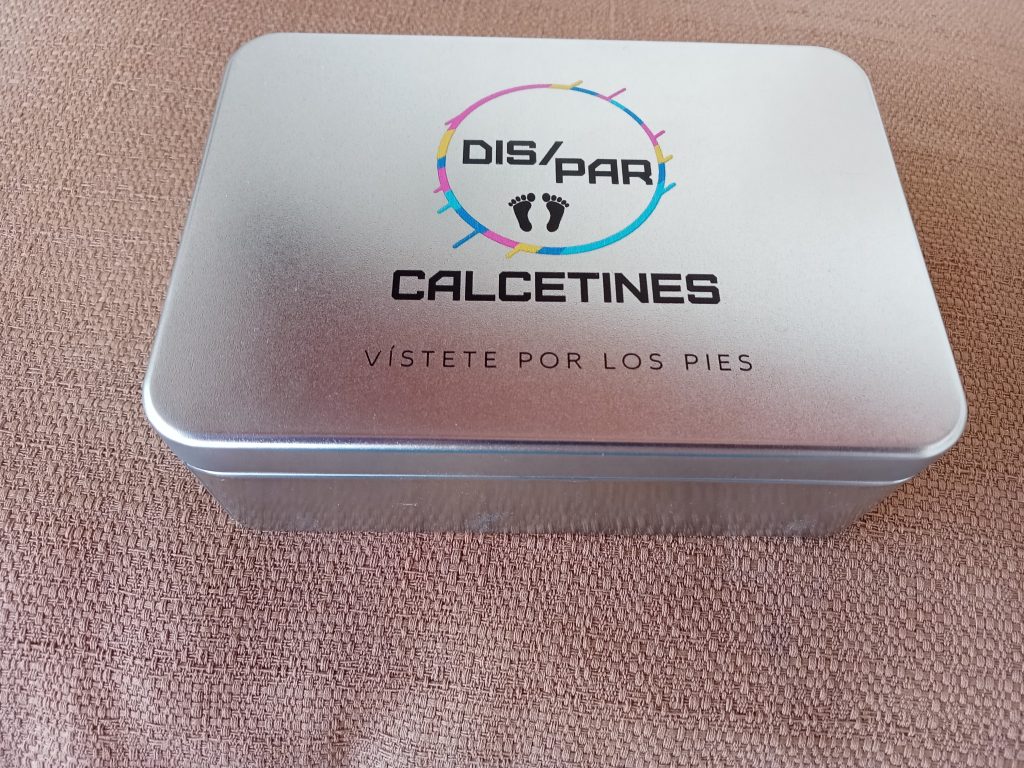 DIS/PAR
CALCETINES
VÍSTETE POR LOS PIES